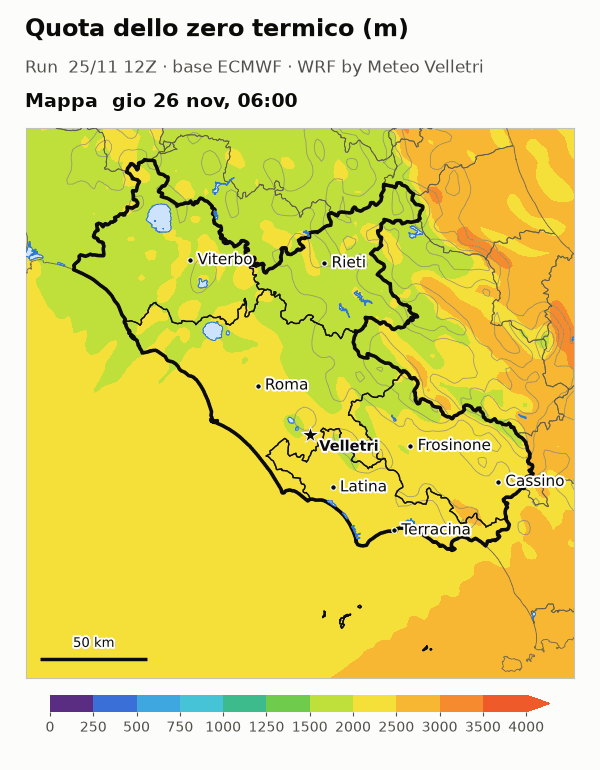 Quota dello zero termico (m)
Run  25/11 12Z · base ECMWF · WRF by Meteo Velletri
Mappa  gio 26 nov, 06:00
Viterbo
Rieti
Roma
Velletri
Frosinone
Cassino
Latina
Terracina
50 km
0 250 500 750 1000 1250 1500 2000 2500 3000 3500 4000